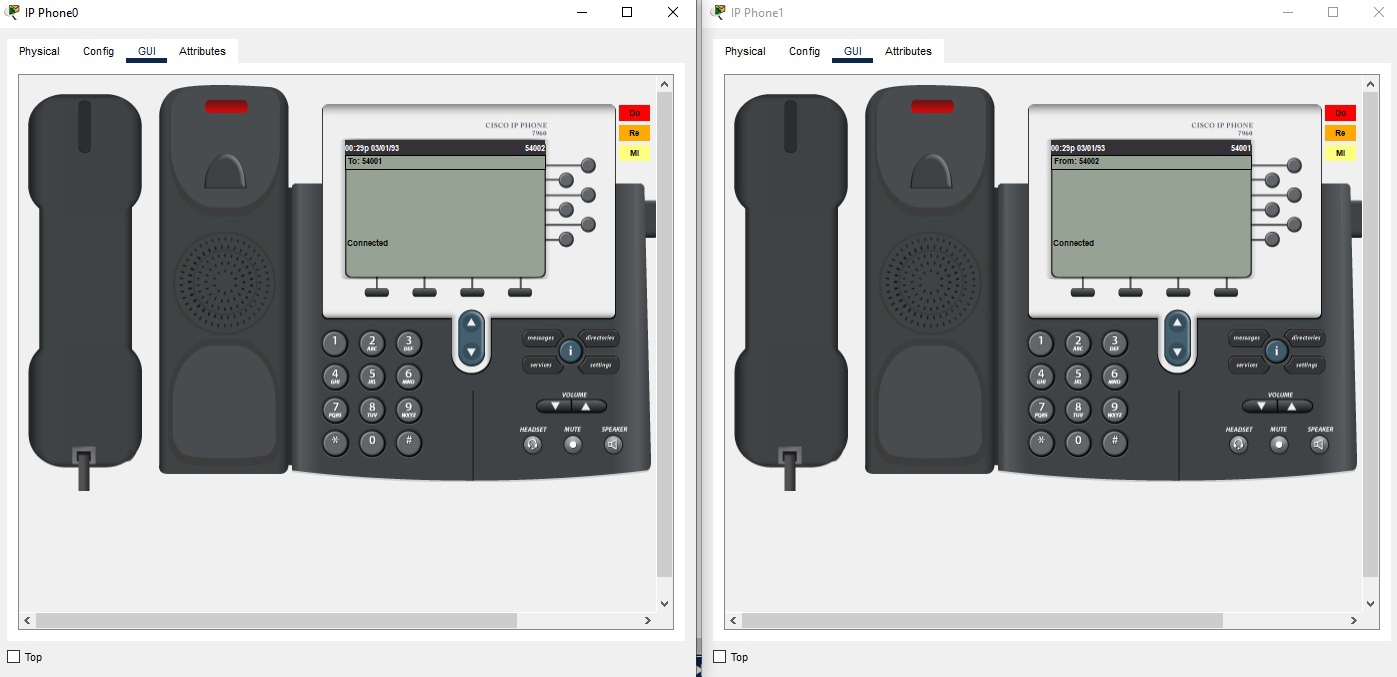 IP Phone0
Physical Config GUI Attributes
CISCO IP PHONE
7960
00:29p 03/01/93 54002
To: 54001
Connected
Do
Re
MI
1 2 ABC 3 DEF
4 GHI 5 JKL 6 MNO
7 PQRS 8 TUV 9 WXYZ
* 0 #
messages directories
i
services settings
VOLUME
HEADSET MUTE SPEAKER
Top
IP Phone1
Physical Config GUI Attributes
CISCO IP PHONE
7960
00:29p 03/01/93 54001
From: 54002
Connected
Do
Re
MI
1 2 ABC 3 DEF
4 GHI 5 JKL 6 MNO
7 PQRS 8 TUV 9 WXYZ
* 0 #
messages directories
i
services settings
VOLUME
HEADSET MUTE SPEAKER
Top